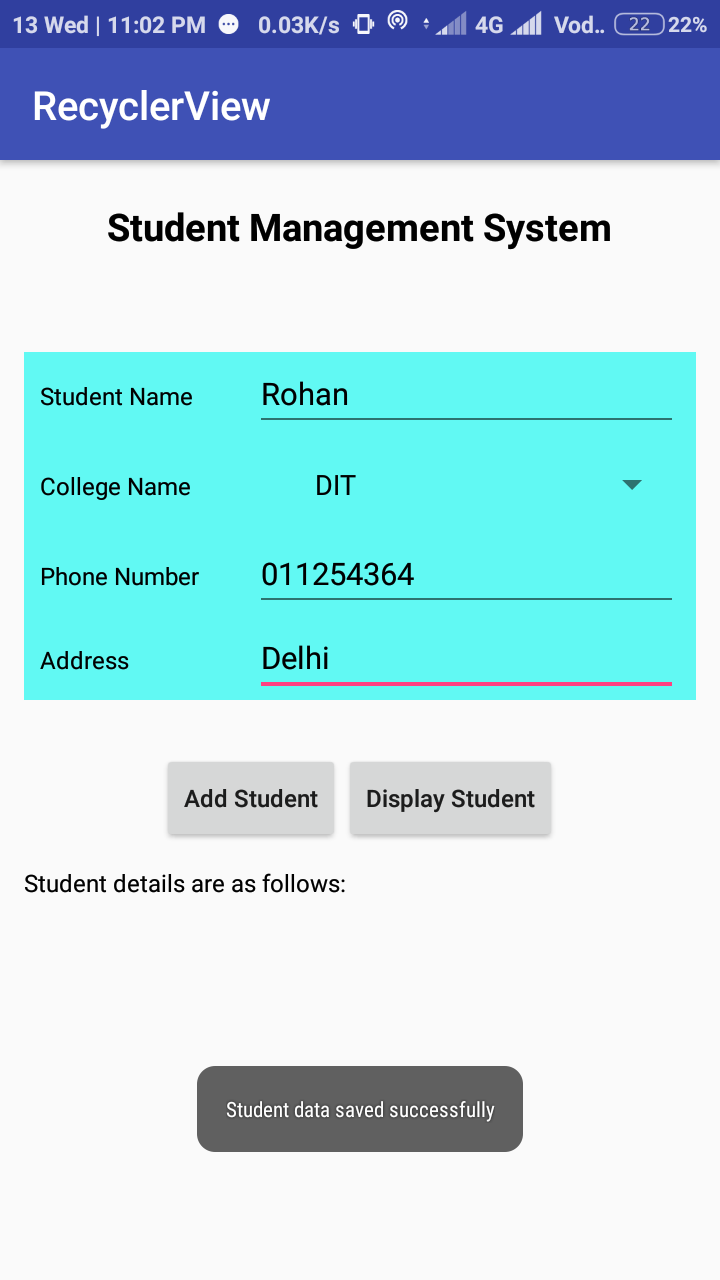 13 Wed | 11:02 PM 0.03K/s 4G Vod.. 22 22%
RecyclerView
Student Management System
Student Name Rohan
College Name DIT
Phone Number 011254364
Address Delhi
Add Student Display Student
Student details are as follows:
Student data saved successfully